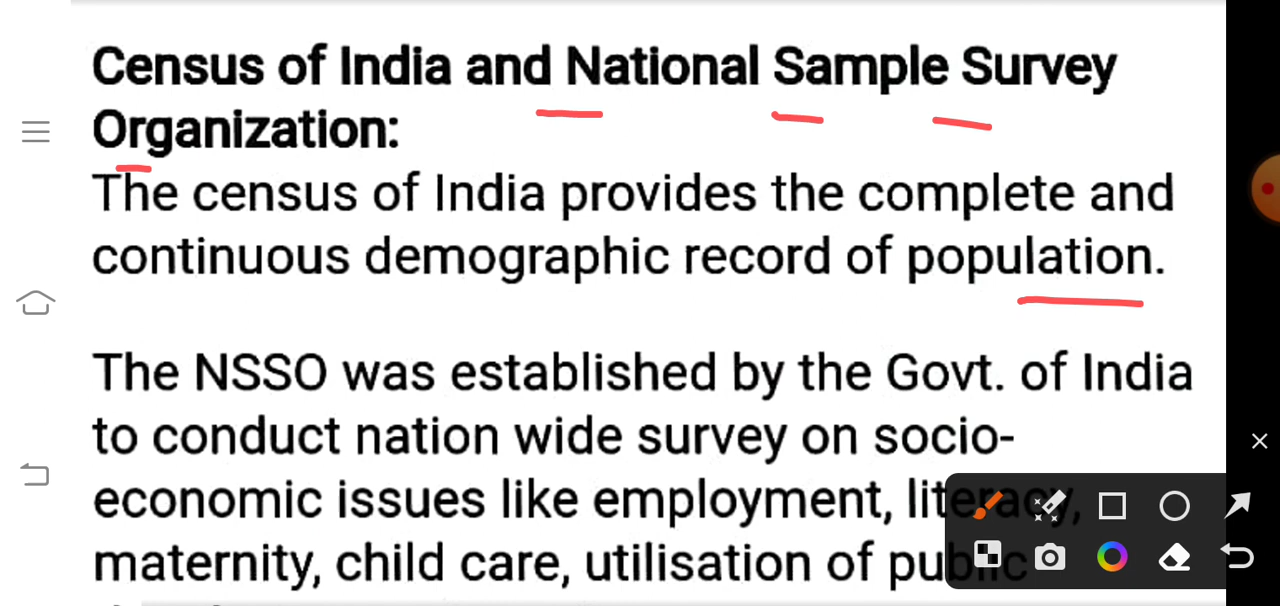 Census of India and National Sample Survey
Organization:
The census of India provides the complete and
continuous demographic record of population.
The NSSO was established by the Govt. of India
to conduct nation wide survey on socio-
economic issues like employment, literacy,
maternity, child care, utilisation of public